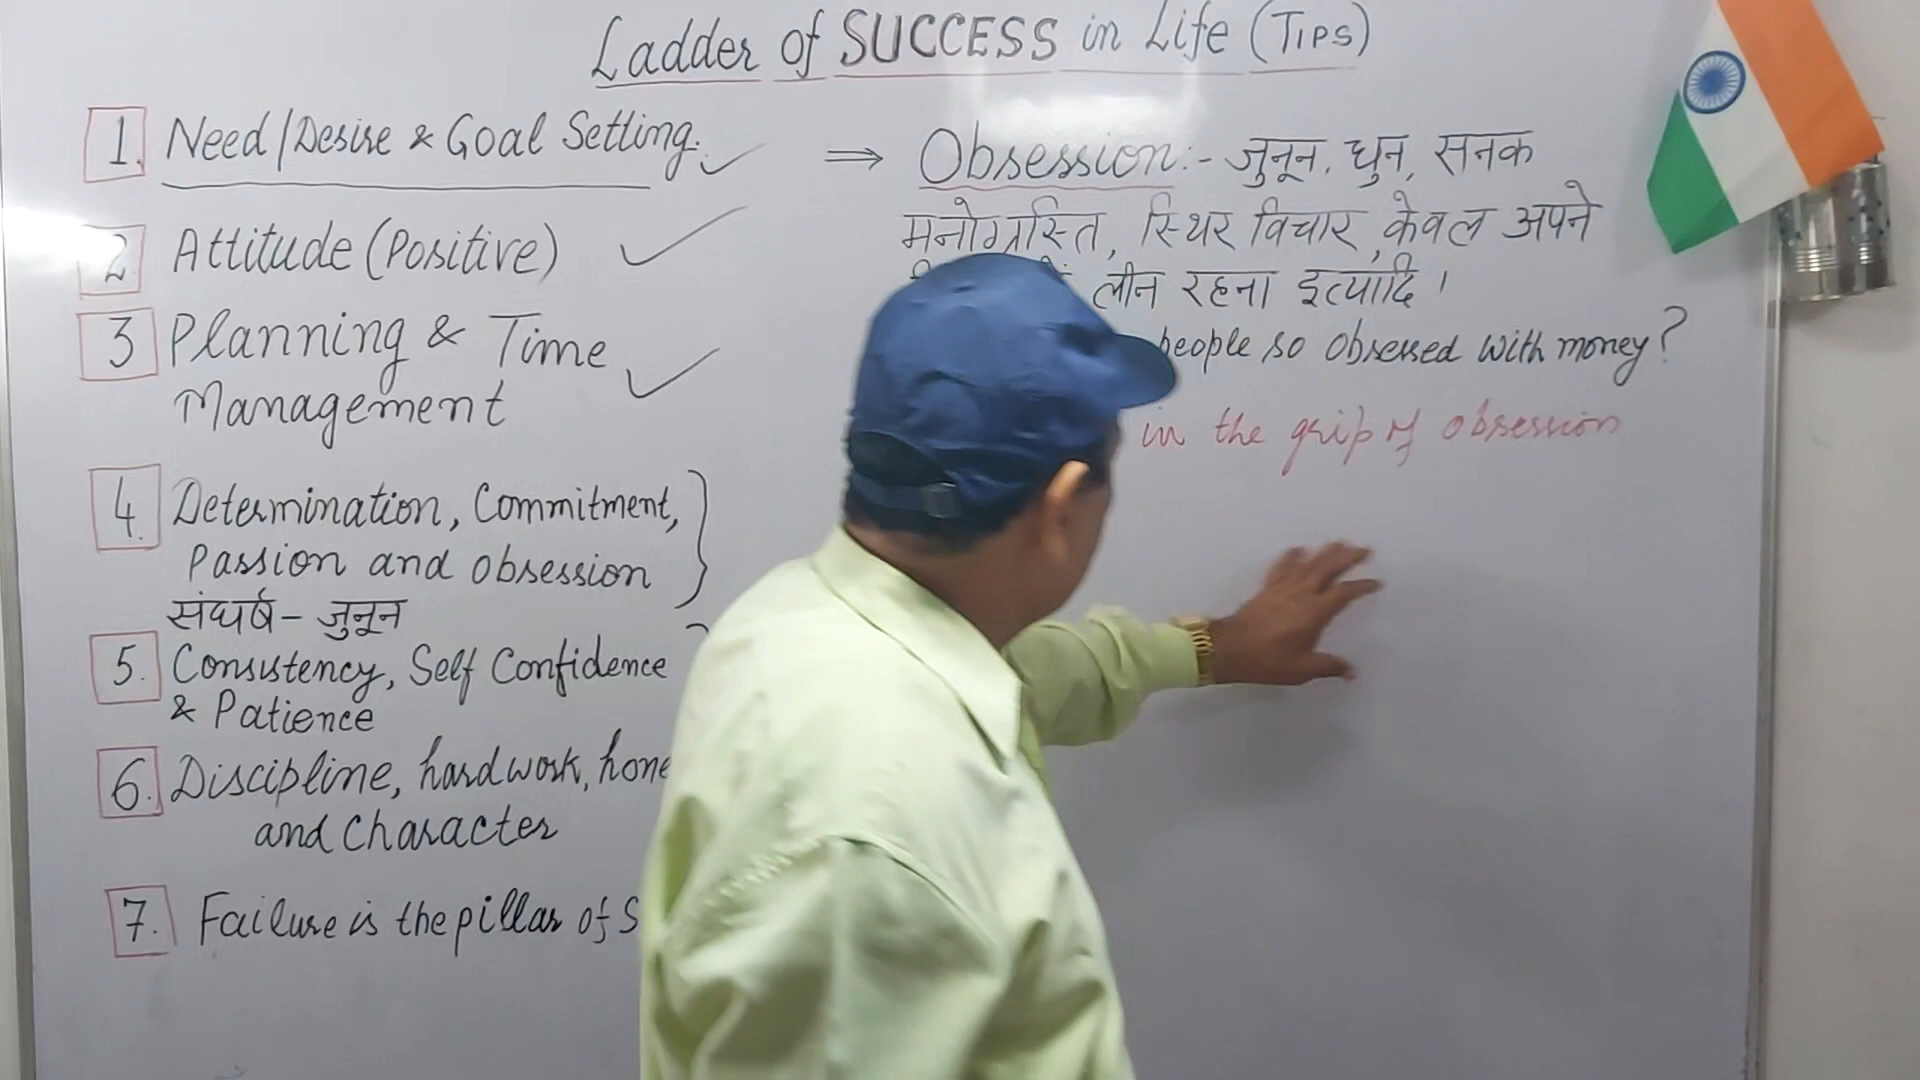 Ladder of SUCCESS in Life (TIPS)
1. Need/Desire & Goal Setting.
2 Attitude (Positive)
3 Planning & Time
Management
4. Determination, Commitment,
Passion and obsession
संघर्ष - जुनून
5. Consistency, Self Confidence
& Patience
6. Discipline, hardwork,
and character
7. Failure is the pillar of S
⇒ Obsession:- जुनून, धुन, सनक
मनोग्रस्ति, स्थिर विचार, केवल अपने
लीन रहना इत्यादि।
people so obsessed with money?
in the grip of obsession